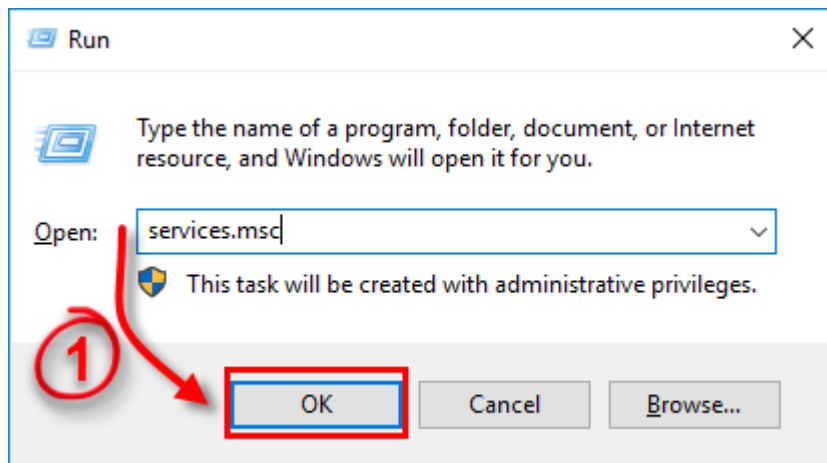 Run
Type the name of a program, folder, document, or Internet
resource, and Windows will open it for you.
Open: services.msc
This task will be created with administrative privileges.
1
OK Cancel Browse...